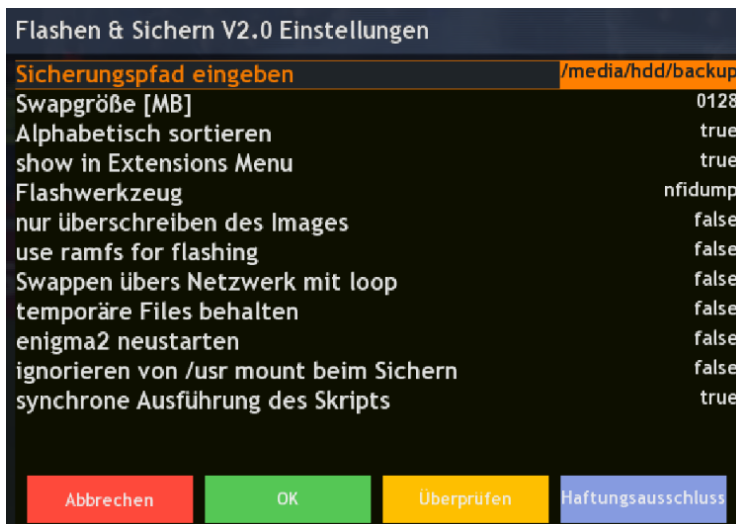 Flashen & Sichern V2.0 Einstellungen
Sicherungspfad eingeben /media/hdd/backup
Swapgröße [MB] 0128
Alphabetisch sortieren true
show in Extensions Menu true
Flashwerkzeug nfidump
nur überschreiben des Images false
use ramfs for flashing false
Swappen übers Netzwerk mit loop false
temporäre Files behalten false
enigma2 neustarten false
ignorieren von /usr mount beim Sichern false
synchrone Ausführung des Skripts true
Abbrechen OK Überprüfen Haftungsausschluss